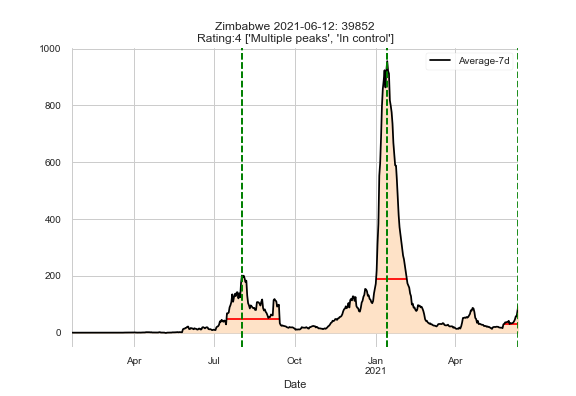 Zimbabwe 2021-06-12: 39852
Rating:4 ['Multiple peaks', 'In control']
Average-7d
1000
800
600
400
200
0
Apr Jul Oct Jan Apr
2021
Date